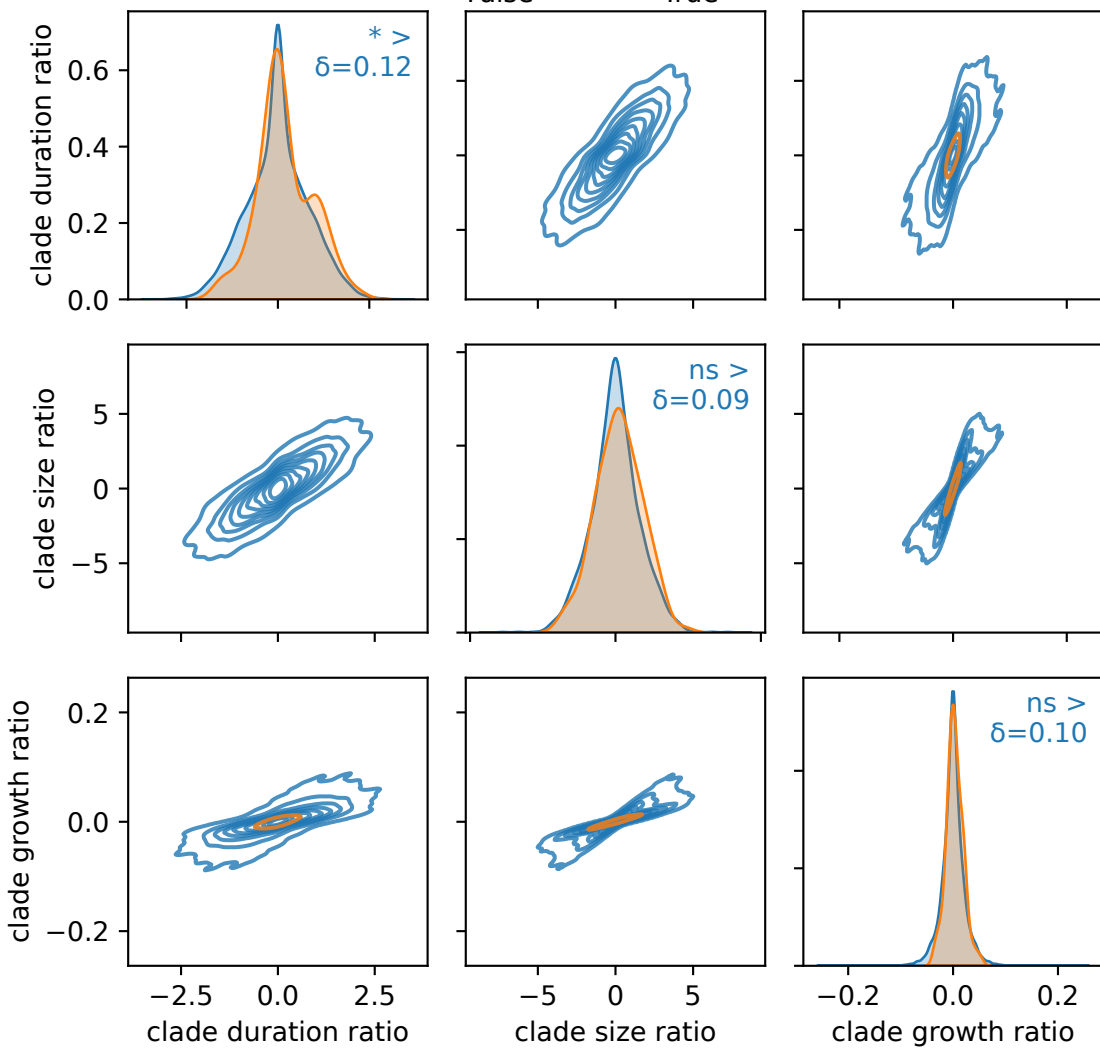 clade duration ratio
0.6
0.4
0.2
0.0
* >
δ=0.12
clade size ratio
5
0
−5
ns >
δ=0.09
clade growth ratio
0.2
0.0
−0.2
ns >
δ=0.10
−2.5 0.0 2.5
−5 0 5
−0.2 0.0 0.2
clade duration ratio
clade size ratio
clade growth ratio